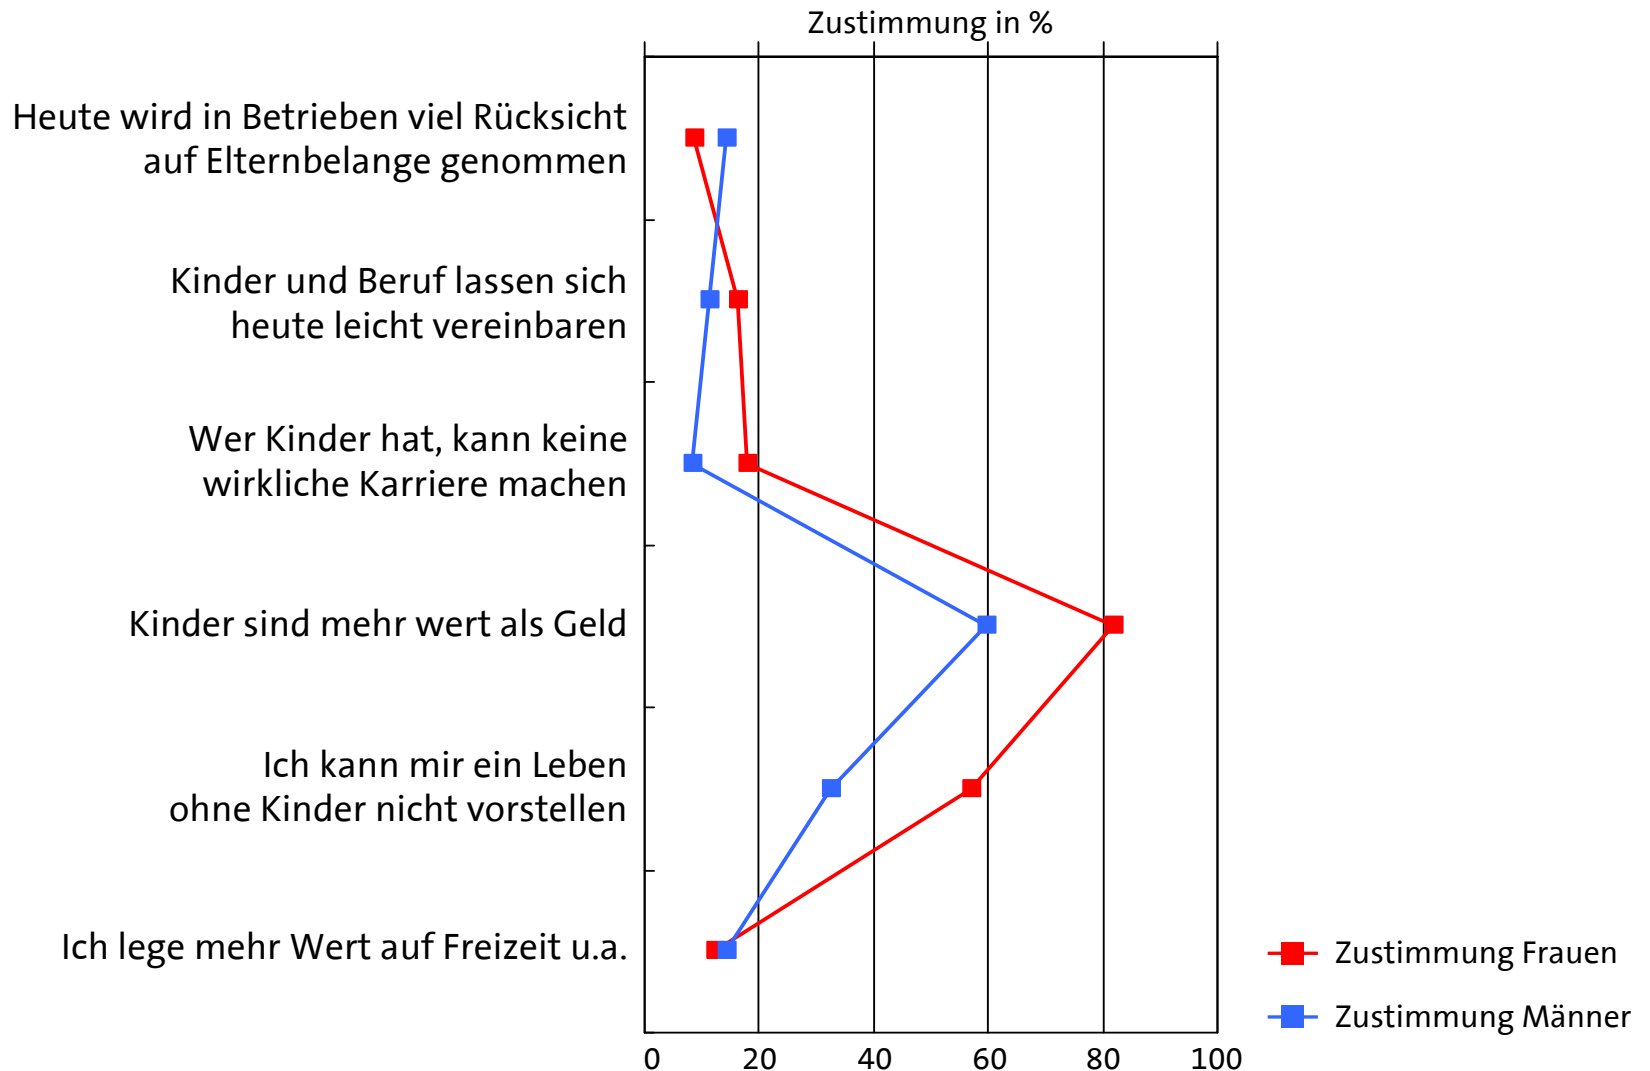 Zustimmung in %
Heute wird in Betrieben viel Rücksicht
auf Elternbelange genommen
Kinder und Beruf lassen sich
heute leicht vereinbaren
Wer Kinder hat, kann keine
wirkliche Karriere machen
Kinder sind mehr wert als Geld
Ich kann mir ein Leben
ohne Kinder nicht vorstellen
Ich lege mehr Wert auf Freizeit u.a.
Zustimmung Frauen
Zustimmung Männer
0 20 40 60 80 100